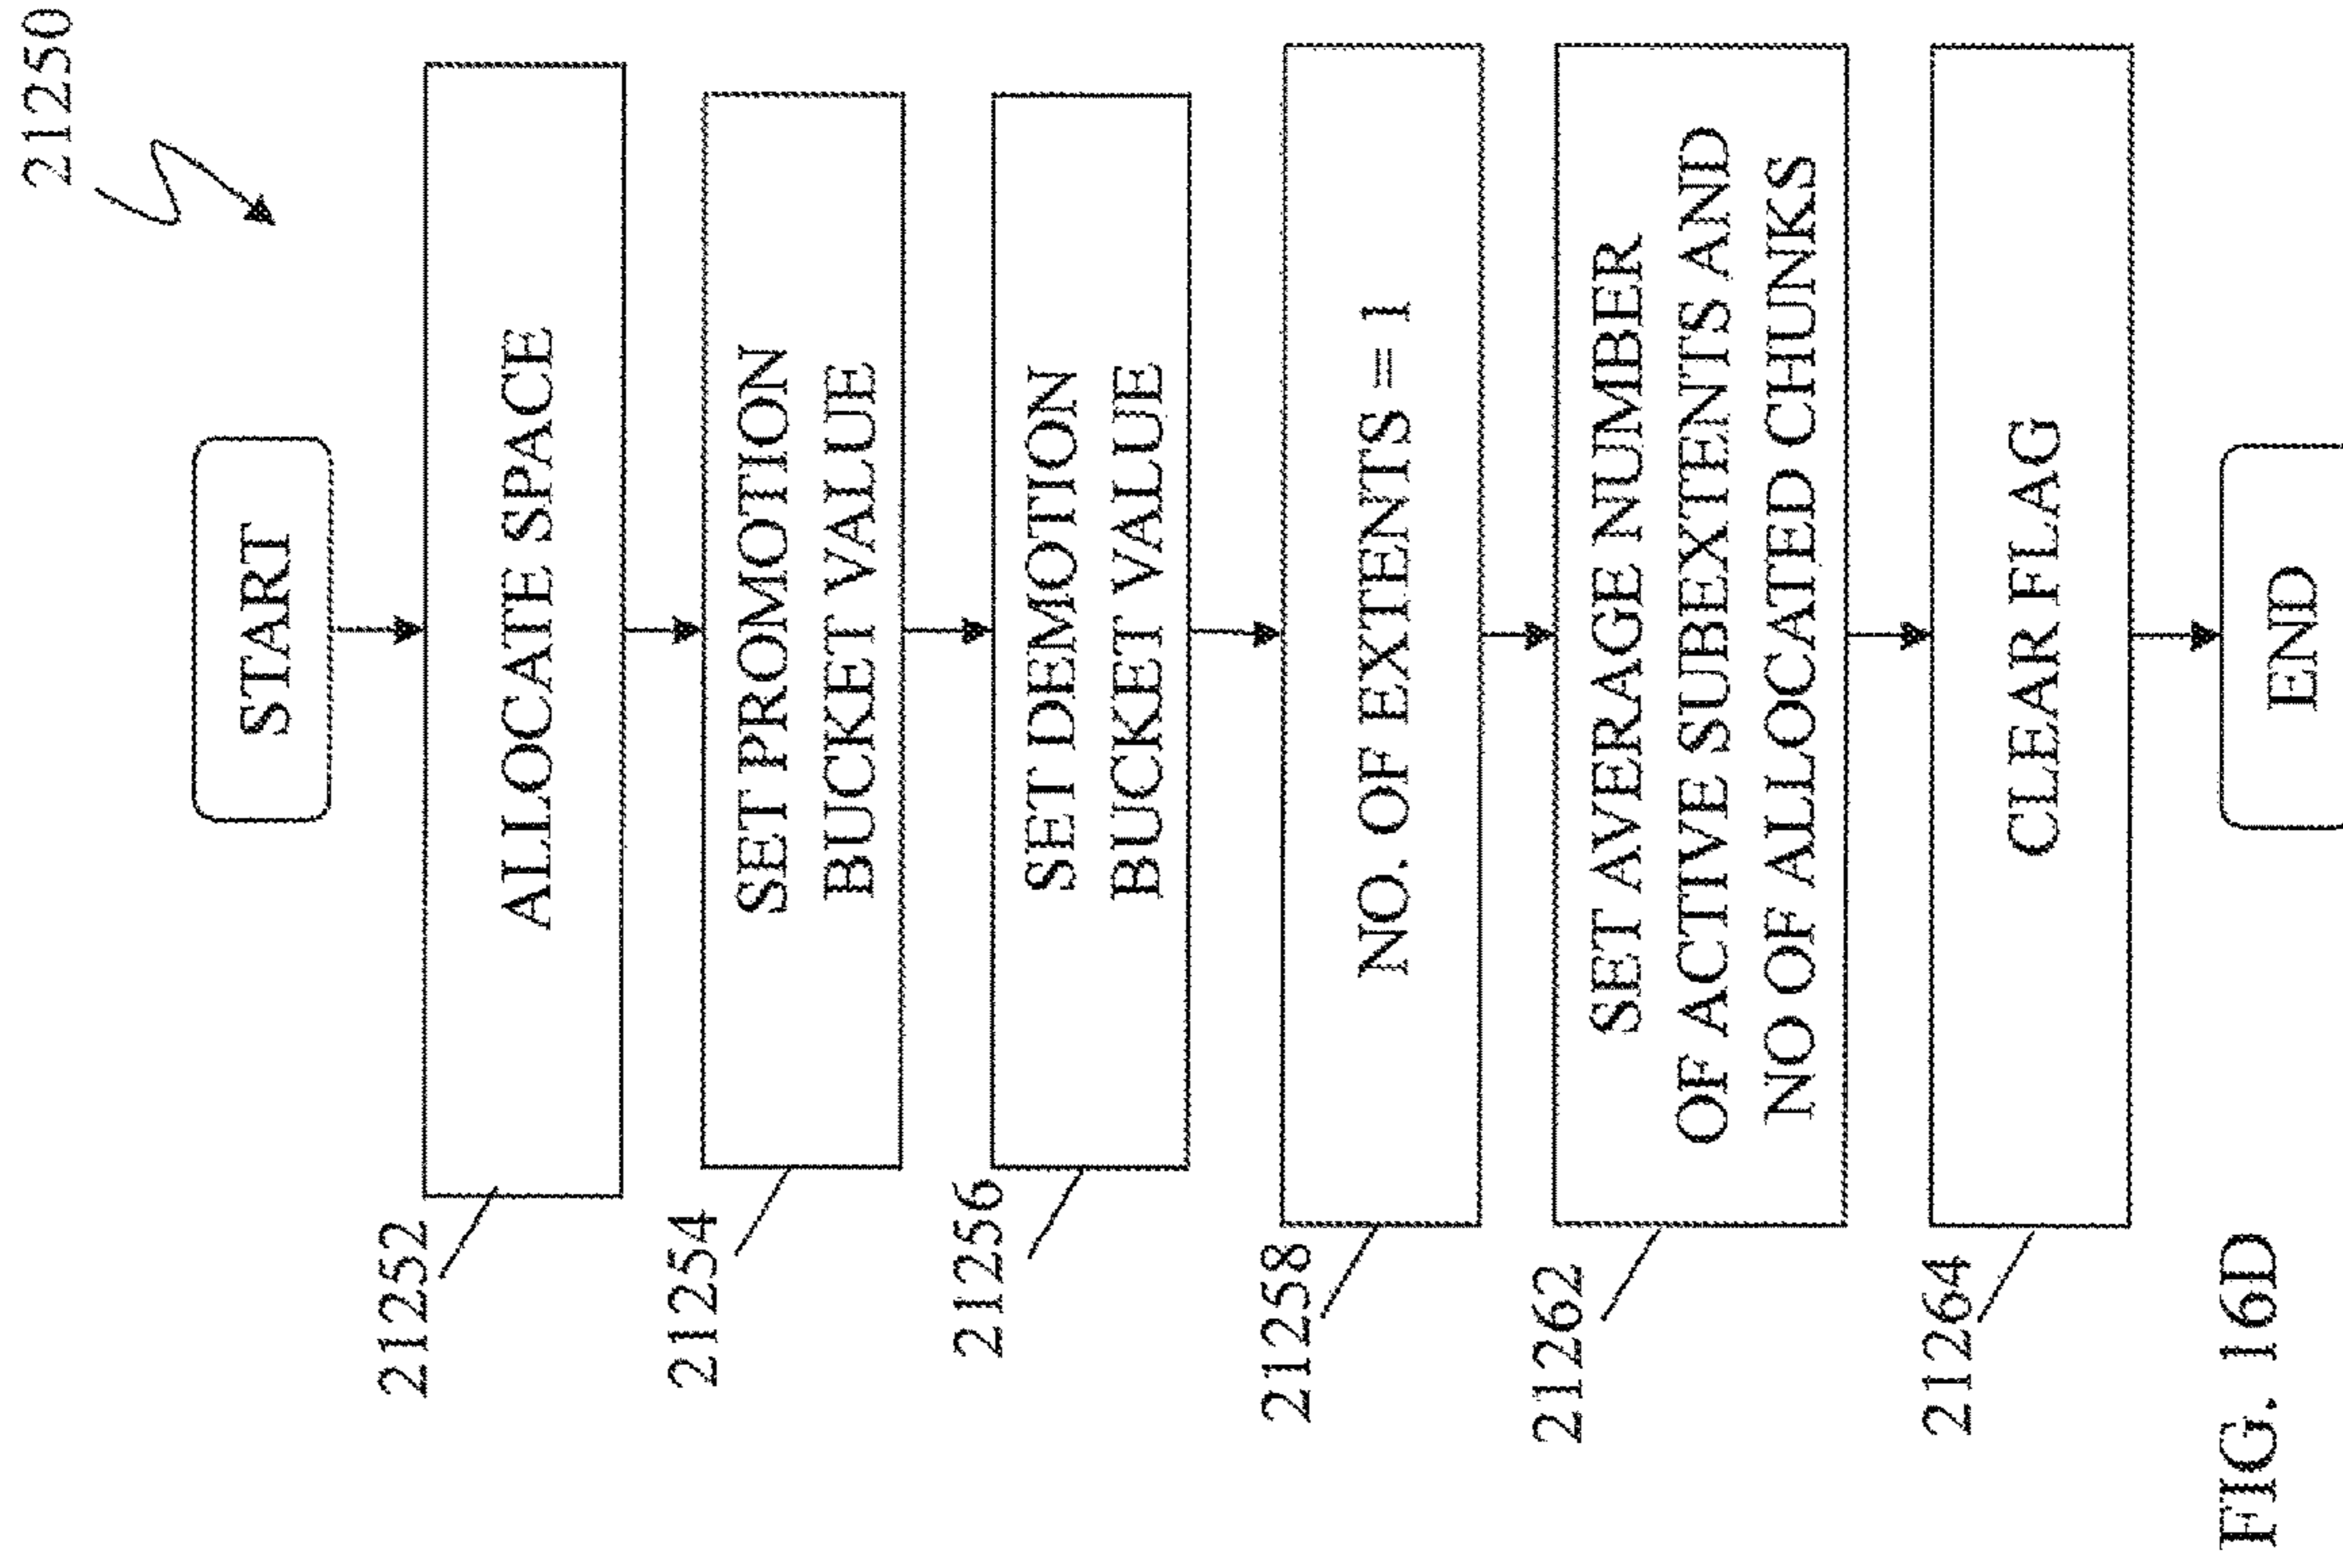 21250
START
21252
ALLOCATE SPACE
21254
SET PROMOTION
BUCKET VALUE
21256
SET DEMOTION
BUCKET VALUE
21258
NO. OF EXTENTS = 1
21262
SET AVERAGE NUMBER
OF ACTIVE SUBEXTENTS AND
NO OF ALLOCATED CHUNKS
21264
CLEAR FLAG
END
FIG. 16D